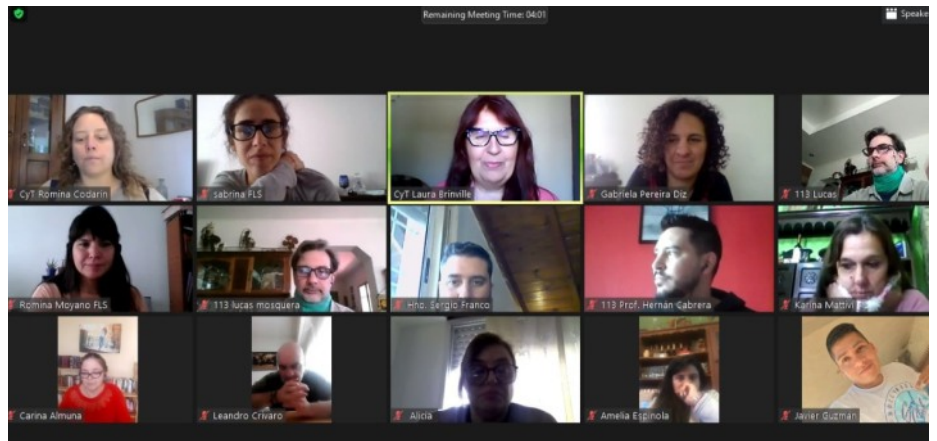 Remaining Meeting Time: 04:01
Speake
CyT Romina Codarin
sabrina FLS
CyT Laura Brinville
Gabriela Pereira Diz
113 Lucas
Romina Moyano FLS
113 lucas mosquera
Hno. Sergio Franco
113 Prof. Hernán Cabrera
Karina Mattivi
Carina Almuna
Leandro Crivaro
Alicia
Amelia Espinola
Javier Guzmán